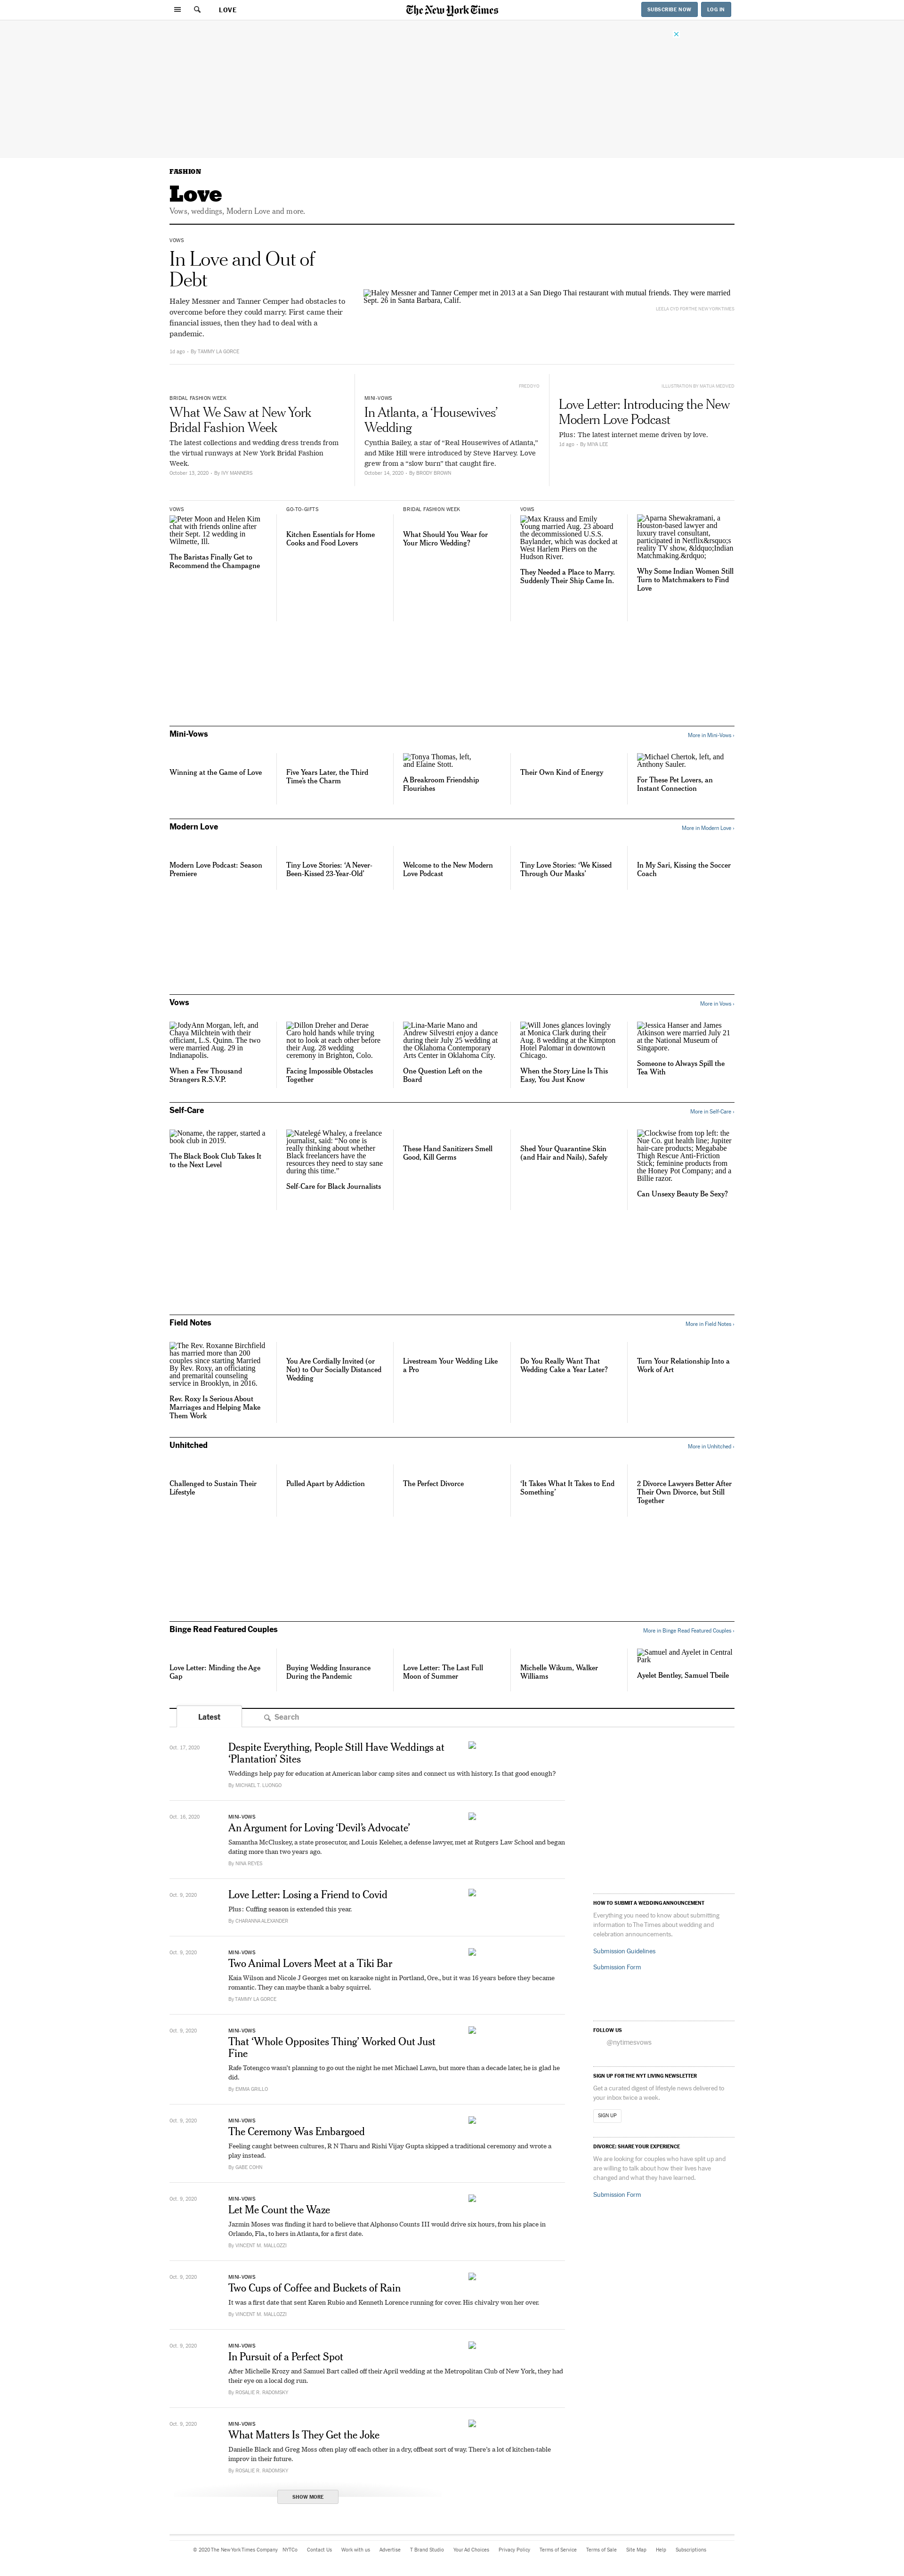 LOVE
The New York Times
SUBSCRIBE NOW
LOG IN
FASHION
Love
Vows, weddings, Modern Love and more.
VOWS
In Love and Out of
Debt
Haley Messner and Tanner Cemper had obstacles to
overcome before they could marry. First came their
financial issues, then they had to deal with a
pandemic.
1d ago - By TAMMY LA GORCE
Haley Messner and Tanner Cemper met in 2013 at a San Diego Thai restaurant with mutual friends. They were married
Sept. 26 in Santa Barbara, Calif.
LEELA CYD FOR THE NEW YORK TIMES
BRIDAL FASHION WEEK
What We Saw at New York
Bridal Fashion Week
The latest collections and wedding dress trends from
the virtual runways at New York Bridal Fashion
Week.
October 13, 2020 - By IVY MANNERS
PREDDYO
MINI-VOWS
In Atlanta, a ‘Housewives’
Wedding
Cynthia Bailey, a star of “Real Housewives of Atlanta,”
and Mike Hill were introduced by Steve Harvey. Love
grew from a “slow burn” that caught fire.
October 14, 2020 - By BRODY BROWN
ILLUSTRATION BY MATIJA MEDVED
Love Letter: Introducing the New
Modern Love Podcast
Plus: The latest internet meme driven by love.
1d ago - By MIYA LEE
VOWS
Peter Moon and Helen Kim
chat with friends online after
their Sept. 12 wedding in
Wilmette, Ill.
The Baristas Finally Get to
Recommend the Champagne
GO-TO-GIFTS
Kitchen Essentials for Home
Cooks and Food Lovers
BRIDAL FASHION WEEK
What Should You Wear for
Your Micro Wedding?
VOWS
Max Krauss and Emily
Young married Aug. 23 aboard
the decommissioned U.S.S.
Baylander, which was docked at
West Harlem Piers on the
Hudson River.
They Needed a Place to Marry.
Suddenly Their Ship Came In.
Aparna Shewakramani, a
Houston-based lawyer and
luxury travel consultant,
participated in Netflix&rsquo;s
reality TV show, &ldquo;Indian
Matchmaking.&rdquo;
Why Some Indian Women Still
Turn to Matchmakers to Find
Love
Mini-Vows
More in Mini-Vows ›
Winning at the Game of Love
Five Years Later, the Third
Time’s the Charm
Tonya Thomas, left,
and Elaine Stott.
A Breakroom Friendship
Flourishes
Their Own Kind of Energy
Michael Chertok, left, and
Anthony Sauler.
For These Pet Lovers, an
Instant Connection
Modern Love
More in Modern Love ›
Modern Love Podcast: Season
Premiere
Tiny Love Stories: ‘A Never-
Been-Kissed 23-Year-Old’
Welcome to the New Modern
Love Podcast
Tiny Love Stories: ‘We Kissed
Through Our Masks’
In My Sari, Kissing the Soccer
Coach
Vows
More in Vows ›
JodyAnn Morgan, left, and
Chaya Milchtein with their
officiant, L.S. Quinn. The two
were married Aug. 29 in
Indianapolis.
When a Few Thousand
Strangers R.S.V.P.
Dillon Dreher and Derae
Caro hold hands while trying
not to look at each other before
their Aug. 28 wedding
ceremony in Brighton, Colo.
Facing Impossible Obstacles
Together
Lina-Marie Mano and
Andrew Silvestri enjoy a dance
during their July 25 wedding at
the Oklahoma Contemporary
Arts Center in Oklahoma City.
One Question Left on the
Board
Will Jones glances lovingly
at Monica Clark during their
Aug. 8 wedding at the Kimpton
Hotel Palomar in downtown
Chicago.
When the Story Line Is This
Easy, You Just Know
Jessica Hanser and James
Atkinson were married July 21
at the National Museum of
Singapore.
Someone to Always Spill the
Tea With
Self-Care
More in Self-Care ›
Noname, the rapper, started a
book club in 2019.
The Black Book Club Takes It
to the Next Level
Natelegé Whaley, a freelance
journalist, said: “No one is
really thinking about whether
Black freelancers have the
resources they need to stay sane
during this time.”
Self-Care for Black Journalists
These Hand Sanitizers Smell
Good, Kill Germs
Shed Your Quarantine Skin
(and Hair and Nails), Safely
Clockwise from top left: the
Nue Co. gut health line; Jupiter
hair-care products; Megababe
Thigh Rescue Anti-Friction
Stick; feminine products from
the Honey Pot Company; and a
Billie razor.
Can Unsexy Beauty Be Sexy?
Field Notes
More in Field Notes ›
The Rev. Roxanne Birchfield
has married more than 200
couples since starting Married
By Rev. Roxy, an officiating
and premarital counseling
service in Brooklyn, in 2016.
Rev. Roxy Is Serious About
Marriages and Helping Make
Them Work
You Are Cordially Invited (or
Not) to Our Socially Distanced
Wedding
Livestream Your Wedding Like
a Pro
Do You Really Want That
Wedding Cake a Year Later?
Turn Your Relationship Into a
Work of Art
Unhitched
More in Unhitched ›
Challenged to Sustain Their
Lifestyle
Pulled Apart by Addiction
The Perfect Divorce
‘It Takes What It Takes to End
Something’
2 Divorce Lawyers Better After
Their Own Divorce, but Still
Together
Binge Read Featured Couples
More in Binge Read Featured Couples ›
Love Letter: Minding the Age
Gap
Buying Wedding Insurance
During the Pandemic
Love Letter: The Last Full
Moon of Summer
Michelle Wikum, Walker
Williams
Samuel and Ayelet in Central
Park
Ayelet Bentley, Samuel Tbeile
Latest
Search
Oct. 17, 2020
Despite Everything, People Still Have Weddings at
‘Plantation’ Sites
Weddings help pay for education at American labor camp sites and connect us with history. Is that good enough?
By MICHAEL T. LUONGO
Oct. 16, 2020
MINI-VOWS
An Argument for Loving ‘Devil’s Advocate’
Samantha McCluskey, a state prosecutor, and Louis Keleher, a defense lawyer, met at Rutgers Law School and began
dating more than two years ago.
By NINA REYES
Oct. 9, 2020
Love Letter: Losing a Friend to Covid
Plus: Cuffing season is extended this year.
By CHARANNA ALEXANDER
Oct. 9, 2020
MINI-VOWS
Two Animal Lovers Meet at a Tiki Bar
Kaia Wilson and Nicole J Georges met on karaoke night in Portland, Ore., but it was 16 years before they became
romantic. They can maybe thank a baby squirrel.
By TAMMY LA GORCE
Oct. 9, 2020
MINI-VOWS
That ‘Whole Opposites Thing’ Worked Out Just
Fine
Rafe Totengco wasn’t planning to go out the night he met Michael Lawn, but more than a decade later, he is glad he
did.
By EMMA GRILLO
Oct. 9, 2020
MINI-VOWS
The Ceremony Was Embargoed
Feeling caught between cultures, R N Tharu and Rishi Vijay Gupta skipped a traditional ceremony and wrote a
play instead.
By GABE COHN
Oct. 9, 2020
MINI-VOWS
Let Me Count the Waze
Jazmin Moses was finding it hard to believe that Alphonso Counts III would drive six hours, from his place in
Orlando, Fla., to hers in Atlanta, for a first date.
By VINCENT M. MALLOZZI
Oct. 9, 2020
MINI-VOWS
Two Cups of Coffee and Buckets of Rain
It was a first date that sent Karen Rubio and Kenneth Lorence running for cover. His chivalry won her over.
By VINCENT M. MALLOZZI
Oct. 9, 2020
MINI-VOWS
In Pursuit of a Perfect Spot
After Michelle Krozy and Samuel Bart called off their April wedding at the Metropolitan Club of New York, they had
their eye on a local dog run.
By ROSALIE R. RADOMSKY
Oct. 9, 2020
MINI-VOWS
What Matters Is They Get the Joke
Danielle Black and Greg Moss often play off each other in a dry, offbeat sort of way. There’s a lot of kitchen-table
improv in their future.
By ROSALIE R. RADOMSKY
SHOW MORE
HOW TO SUBMIT A WEDDING ANNOUNCEMENT
Everything you need to know about submitting
information to The Times about wedding and
celebration announcements.
Submission Guidelines
Submission Form
FOLLOW US
@nytimesvows
SIGN UP FOR THE NYT LIVING NEWSLETTER
Get a curated digest of lifestyle news delivered to
your inbox twice a week.
SIGN UP
DIVORCE: SHARE YOUR EXPERIENCE
We are looking for couples who have split up and
are willing to talk about how their lives have
changed and what they have learned.
Submission Form
© 2020 The New York Times Company NYTCo Contact Us Work with us Advertise T Brand Studio Your Ad Choices Privacy Policy Terms of Service Terms of Sale Site Map Help Subscriptions